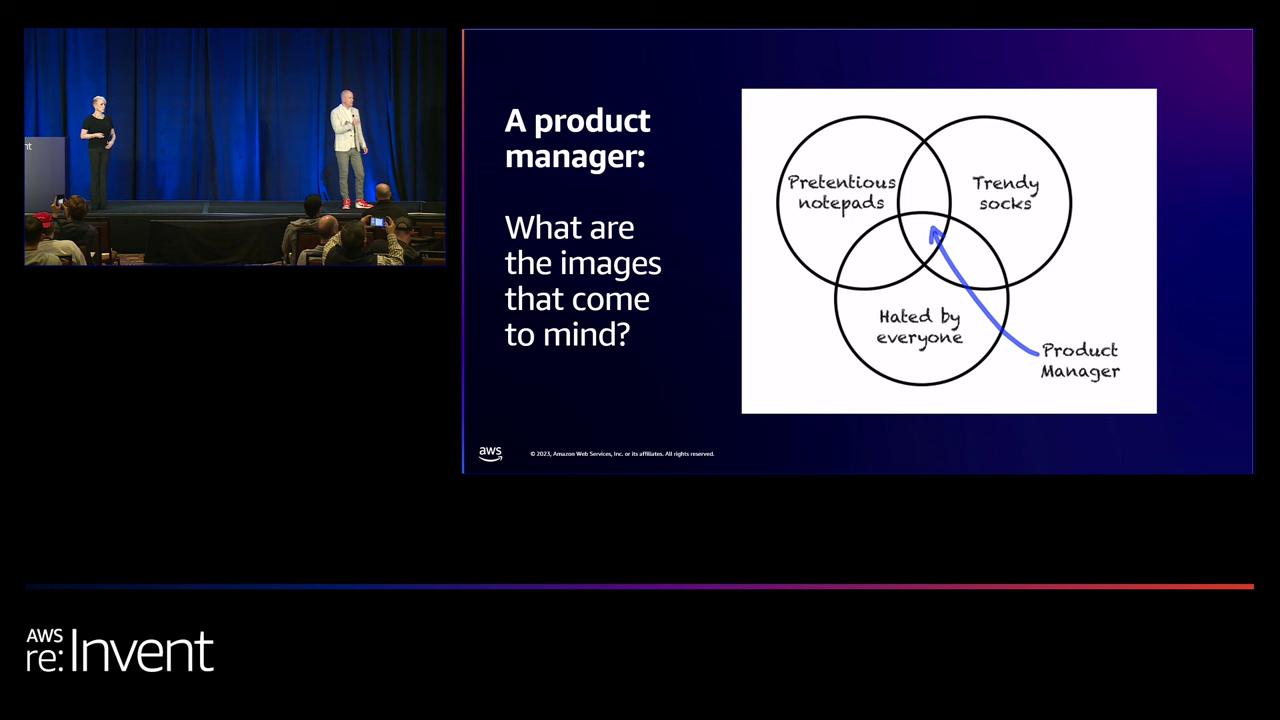 nt
A product
manager:
What are
the images
that come
to mind?
Pretentious
notepads
Trendy
socks
Hated by
everyone
Product
Manager
aws
© 2023, Amazon Web Services, Inc. or its affiliates. All rights reserved.
AWS
re:Invent